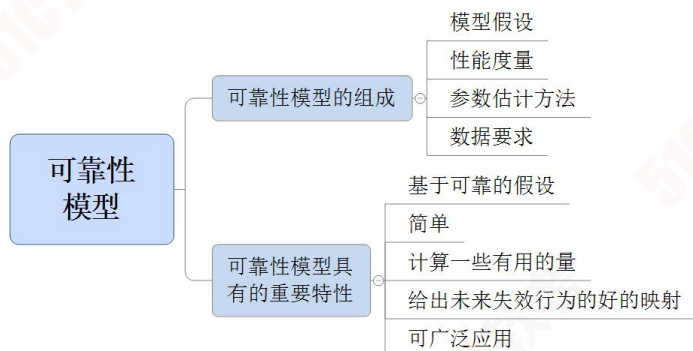 可靠性
模型
可靠性模型的组成
模型假设
性能度量
参数估计方法
数据要求
可靠性模型具
有的重要特性
基于可靠的假设
简单
计算一些有用的量
给出未来失效行为的好的映射
可广泛应用